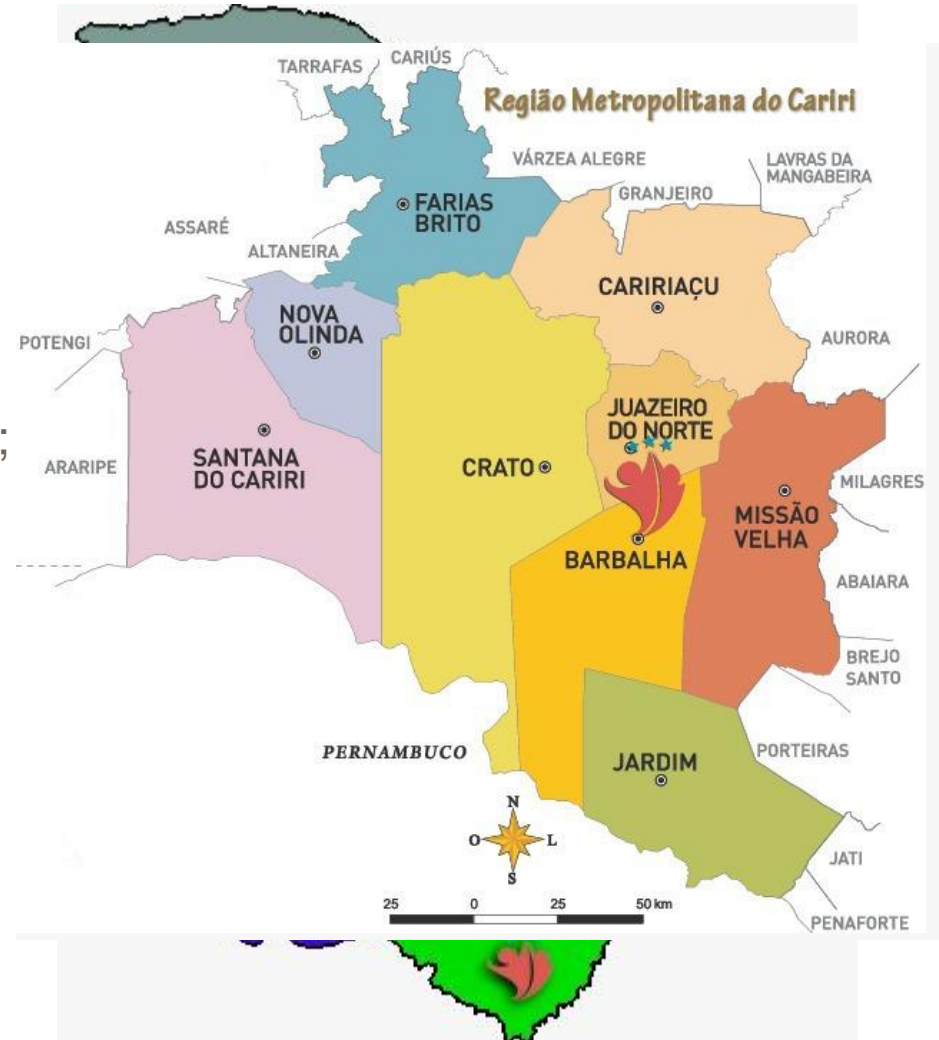 TARRAFAS
CARIÚS
Região Metropolitana do Cariri
VÁRZEA ALEGRE
LAVRAS DA
MANGABEIRA
GRANJEIRO
FARIAS
BRITO
ASSARÉ
ALTANEIRA
CARIRIAÇU
NOVA
OLINDA
POTENGI
AURORA
JUAZEIRO
DO NORTE
;
ARARIPE
SANTANA
DO CARIRI
CRATO
MILAGRES
MISSÃO
VELHA
BARBALHA
ABAIARA
BREJO
SANTO
PERNAMBUCO
PORTEIRAS
JARDIM
N
O
L
S
JATI
25 0 25 50 km
PENAFORTE